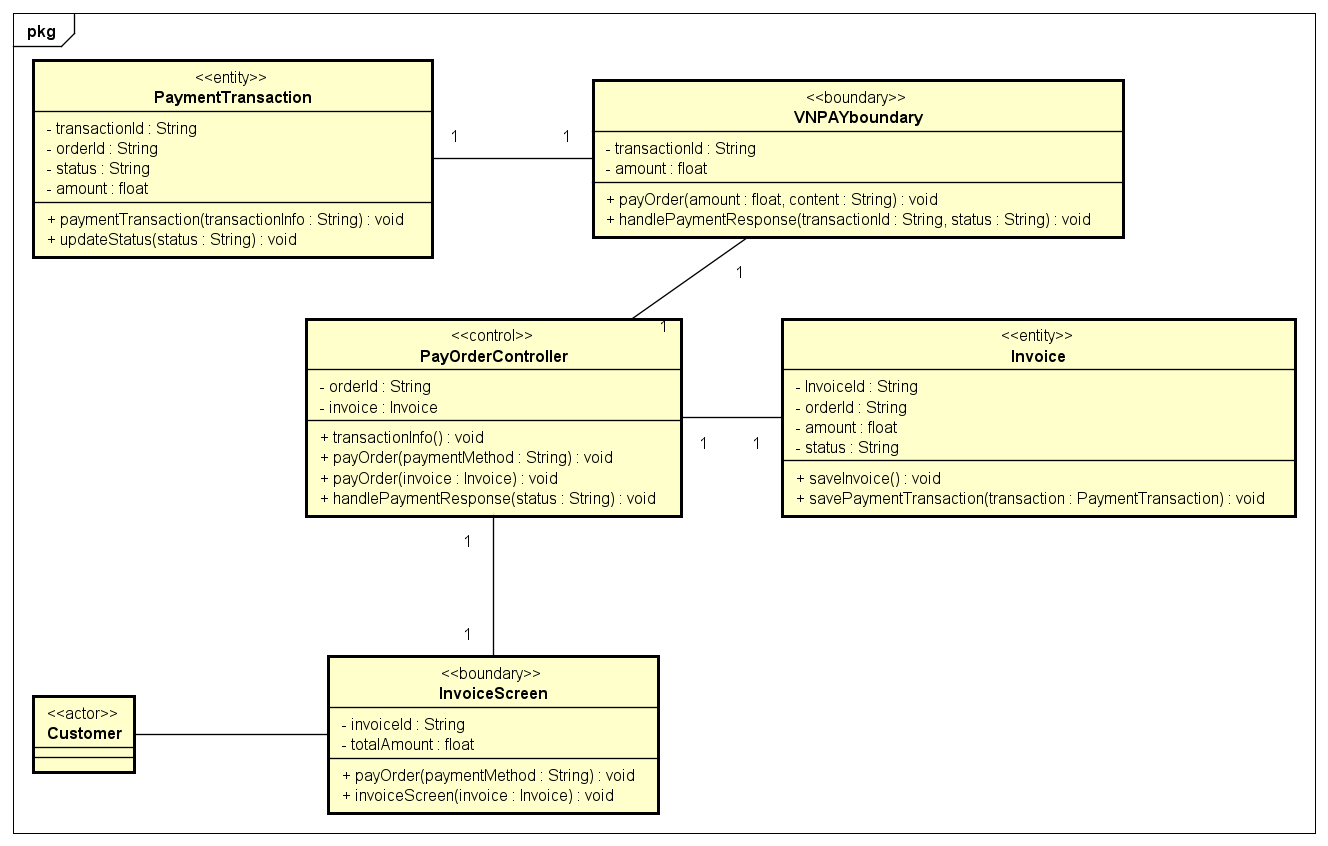 pkg
<<entity>>
PaymentTransaction
- transactionId : String
- orderId : String
- status : String
- amount : float
+ paymentTransaction(transactionInfo : String) : void
+ updateStatus(status : String) : void
1
1
<<boundary>>
VNPAYboundary
- transactionId : String
- amount : float
+ payOrder(amount : float, content : String) : void
+ handlePaymentResponse(transactionId : String, status : String) : void
1
1
<<control>>
PayOrderController
- orderId : String
- invoice : Invoice
+ transactionInfo() : void
+ payOrder(paymentMethod : String) : void
+ payOrder(invoice : Invoice) : void
+ handlePaymentResponse(status : String) : void
1
1
<<entity>>
Invoice
- InvoiceId : String
- orderId : String
- amount : float
- status : String
+ saveInvoice() : void
+ savePaymentTransaction(transaction : PaymentTransaction) : void
1
1
<<boundary>>
InvoiceScreen
- invoiceId : String
- totalAmount : float
+ payOrder(paymentMethod : String) : void
+ invoiceScreen(invoice : Invoice) : void
<<actor>>
Customer